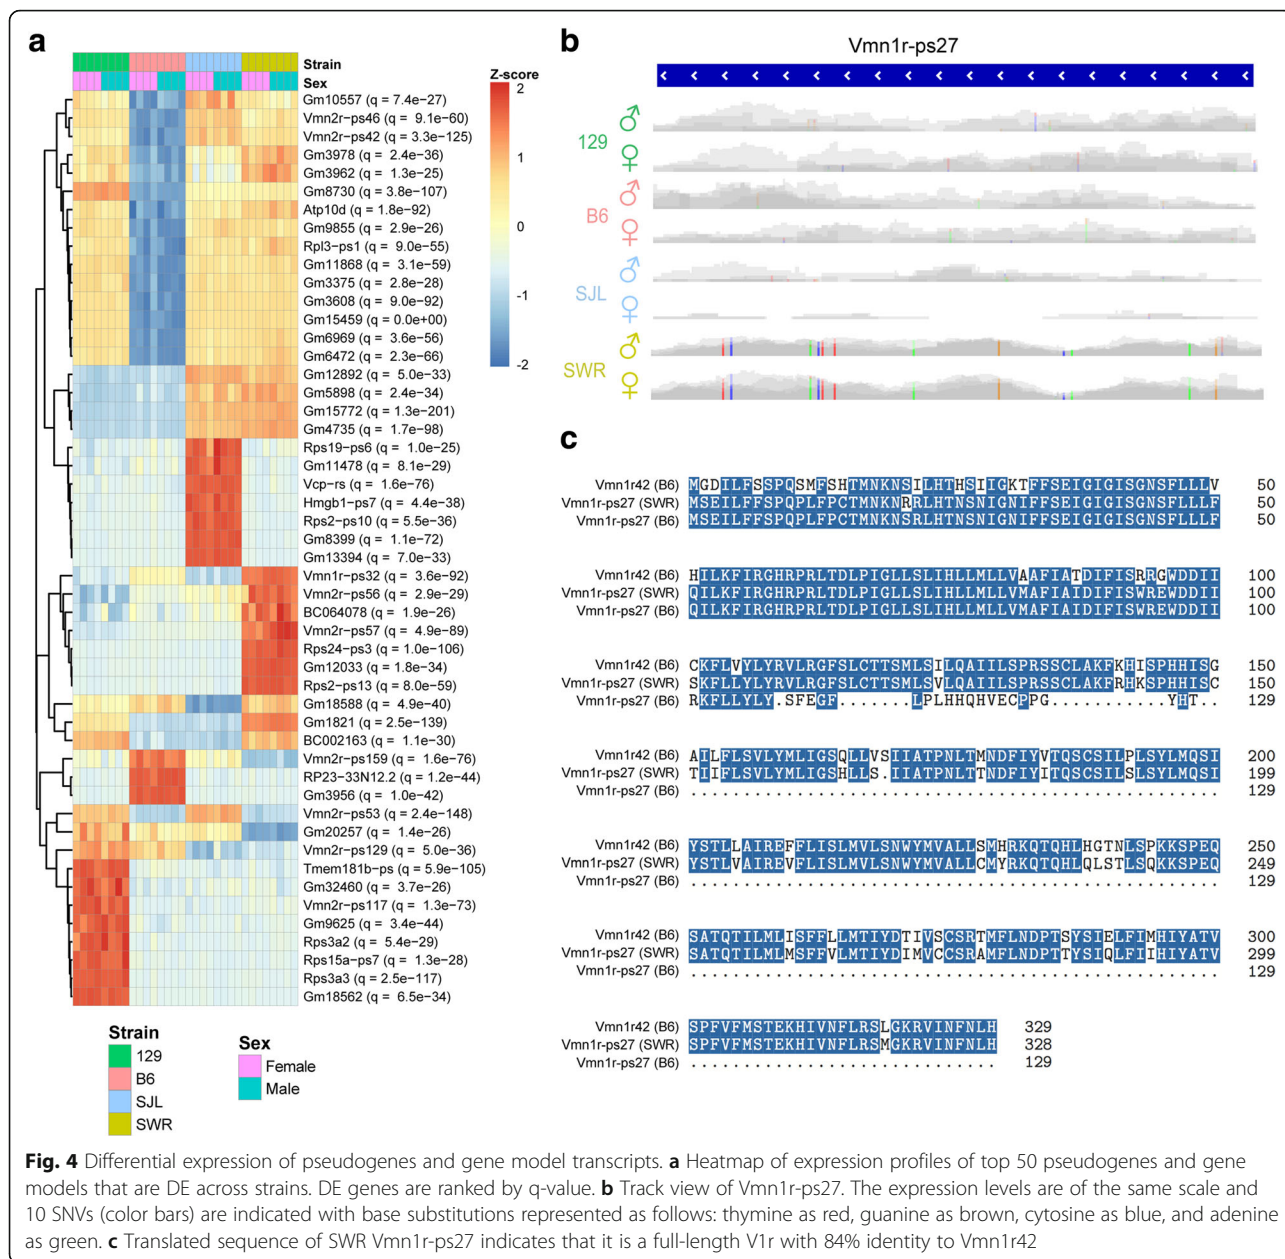 a
Strain
Sex
Z-score
2
1
0
-1
-2
Gm10557 (q = 7.4e−27)
Vmn2r−ps46 (q = 9.1e−60)
Vmn2r−ps42 (q = 3.3e−125)
Gm3978 (q = 2.4e−36)
Gm3962 (q = 1.3e−25)
Gm8730 (q = 3.8e−107)
Atp10d (q = 1.8e−92)
Gm9855 (q = 2.9e−26)
Rpl3−ps1 (q = 9.0e−55)
Gm11868 (q = 3.1e−59)
Gm3375 (q = 2.8e−28)
Gm3608 (q = 9.0e−92)
Gm15459 (q = 0.0e+00)
Gm6969 (q = 3.6e−56)
Gm6472 (q = 2.3e−66)
Gm12892 (q = 5.0e−33)
Gm5898 (q = 2.4e−34)
Gm15772 (q = 1.3e−201)
Gm4735 (q = 1.7e−98)
Rps19−ps6 (q = 1.0e−25)
Gm11478 (q = 8.1e−29)
Vcp−rs (q = 1.6e−76)
Hmgb1−ps7 (q = 4.4e−38)
Rps2−ps10 (q = 5.5e−36)
Gm8399 (q = 1.1e−72)
Gm13394 (q = 7.0e−33)
Vmn1r−ps32 (q = 3.6e−92)
Vmn2r−ps56 (q = 2.9e−29)
BC064078 (q = 1.9e−26)
Vmn2r−ps57 (q = 4.9e−89)
Rps24−ps3 (q = 1.0e−106)
Gm12033 (q = 1.8e−34)
Rps2−ps13 (q = 8.0e−59)
Gm18588 (q = 4.9e−40)
Gm1821 (q = 2.5e−139)
BC002163 (q = 1.1e−30)
Vmn2r−ps159 (q = 1.6e−76)
RP23−33N12.2 (q = 1.2e−44)
Gm3956 (q = 1.0e−42)
Vmn2r−ps53 (q = 2.4e−148)
Gm20257 (q = 1.4e−26)
Vmn2r−ps129 (q = 5.0e−36)
Tmem181b−ps (q = 5.9e−105)
Gm32460 (q = 3.7e−26)
Vmn2r−ps117 (q = 1.3e−73)
Gm9625 (q = 3.4e−44)
Rps3a2 (q = 5.4e−29)
Rps15a−ps7 (q = 1.3e−28)
Rps3a3 (q = 2.5e−117)
Gm18562 (q = 6.5e−34)
Strain
129
B6
SJL
SWR
Sex
Female
Male
b
Vmn1r-ps27
129 ♂ ♀
B6 ♂ ♀
SJL ♂ ♀
SWR ♂ ♀
c
Vmn1r42 (B6) MGDILFSSPQSMFSHTMNKNSILHTHSIIGKTFFSEIGIGISGNSFLLLV 50
Vmn1r-ps27 (SWR) MSEILFFSPQPLFPCTMNKNRRLHTNSNIGNIFFSEIGIGISGNSFLLLF 50
Vmn1r-ps27 (B6) MSEILFFSPQPLFPCTMNKNSRLHTNSNIGNIFFSEIGIGISGNSFLLLF 50
Vmn1r42 (B6) HILKFIRGHRPRLTDLPIGLLSLIHLLMLLVAAFIATDIFISRRGWDDII 100
Vmn1r-ps27 (SWR) QILKFIRGHRPRLTDLPIGLLSLIHLLMLLVMAFIAIDIFISWREWDDII 100
Vmn1r-ps27 (B6) QILKFIRGHRPRLTDLPIGLLSLIHLLMLLVMAFIAIDIFISWREWDDII 100
Vmn1r42 (B6) CKFLVYLYRVLRGFSLCTTSMLSILQAIILSPRSSCLAKFKHISPHHISG 150
Vmn1r-ps27 (SWR) SKFLLYLYRVLRGFSLCTTSMLSVLQAIILSPRSSCLAKFRHKSPHHISC 150
Vmn1r-ps27 (B6) RKFLLYLY.SFEGF.......LPLHHQHVECPPG...........YHT.. 129
Vmn1r42 (B6) AILFLSVLYMLIGSQLLVSIIATPNLTMNDFIYVTQSCSILPLSYLMQSI 200
Vmn1r-ps27 (SWR) TIIFLSVLYMLIGSHLLS.IIATPNLTTNDFIYITQSCSILSLSYLMQSI 199
Vmn1r-ps27 (B6) .................................................. 129
Vmn1r42 (B6) YSTLLAIREFFLISLMVLSNWYMVALLSMHRKQTQHLHGTNLSPKKSPEQ 250
Vmn1r-ps27 (SWR) YSTLVAIREVFLISLMVLSNWYMVALLCMYRKQTQHLQLSTLSQKKSPEQ 249
Vmn1r-ps27 (B6) .................................................. 129
Vmn1r42 (B6) SATQTILMLISFFLLMTIYDTIVSCSRTMFLNDPTSYSIELFIMHIYATV 300
Vmn1r-ps27 (SWR) SATQTILMLMSFFVLMTIYDIMVCCSRAMFLNDPTTYSIQLFIIHIYATV 299
Vmn1r-ps27 (B6) .................................................. 129
Vmn1r42 (B6) SPFVFMSTEKHIVNFLRSLGKRVINFNLH 329
Vmn1r-ps27 (SWR) SPFVFMSTEKHIVNFLRSMGKRVINFNLH 328
Vmn1r-ps27 (B6) ............................. 129
Fig. 4 Differential expression of pseudogenes and gene model transcripts. a Heatmap of expression profiles of top 50 pseudogenes and gene
models that are DE across strains. DE genes are ranked by q-value. b Track view of Vmn1r-ps27. The expression levels are of the same scale and
10 SNVs (color bars) are indicated with base substitutions represented as follows: thymine as red, guanine as brown, cytosine as blue, and adenine
as green. c Translated sequence of SWR Vmn1r-ps27 indicates that it is a full-length V1r with 84% identity to Vmn1r42